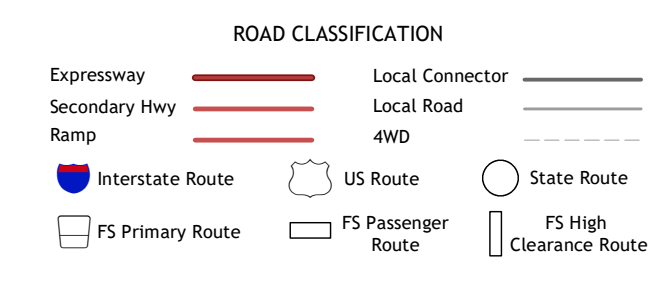 ROAD CLASSIFICATION
Expressway
Local Connector
Secondary Hwy
Local Road
Ramp
4WD
Interstate Route
US Route
State Route
FS Primary Route
FS Passenger
Route
FS High
Clearance Route